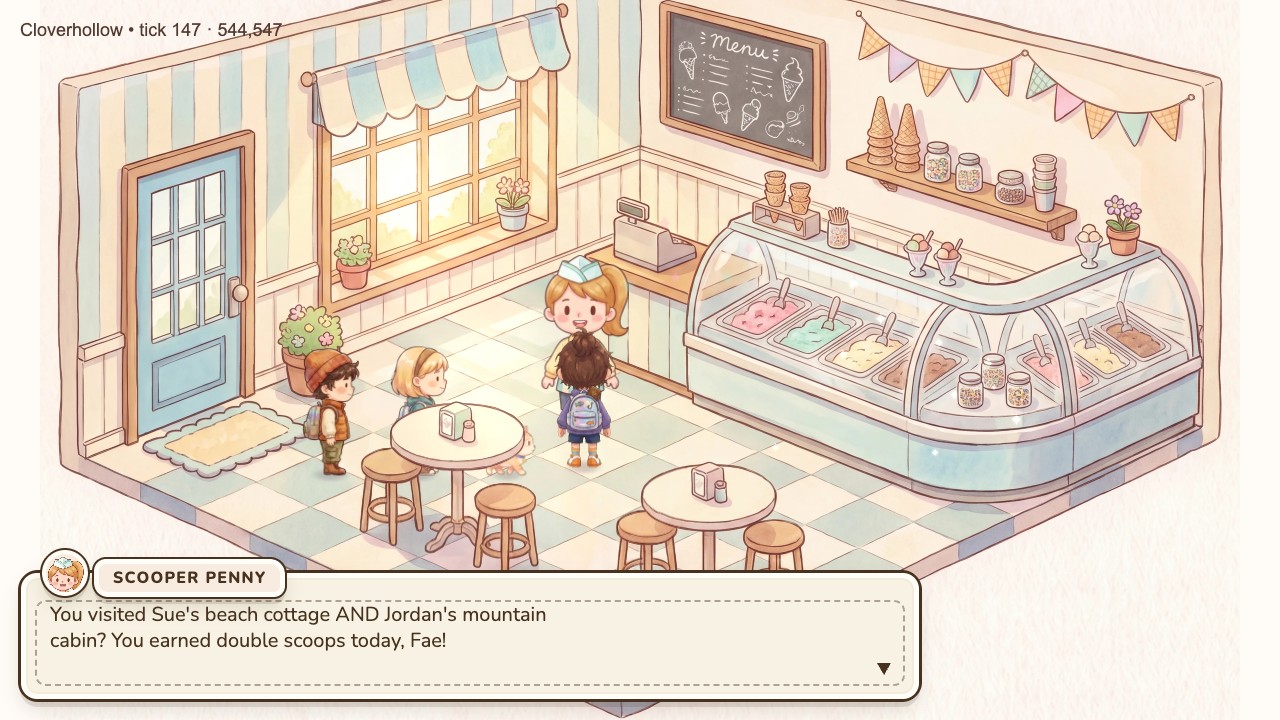 Cloverhollow • tick 147 · 544,547
menu
SCOOPER PENNY
You visited Sue's beach cottage AND Jordan's mountain
cabin? You earned double scoops today, Fae!